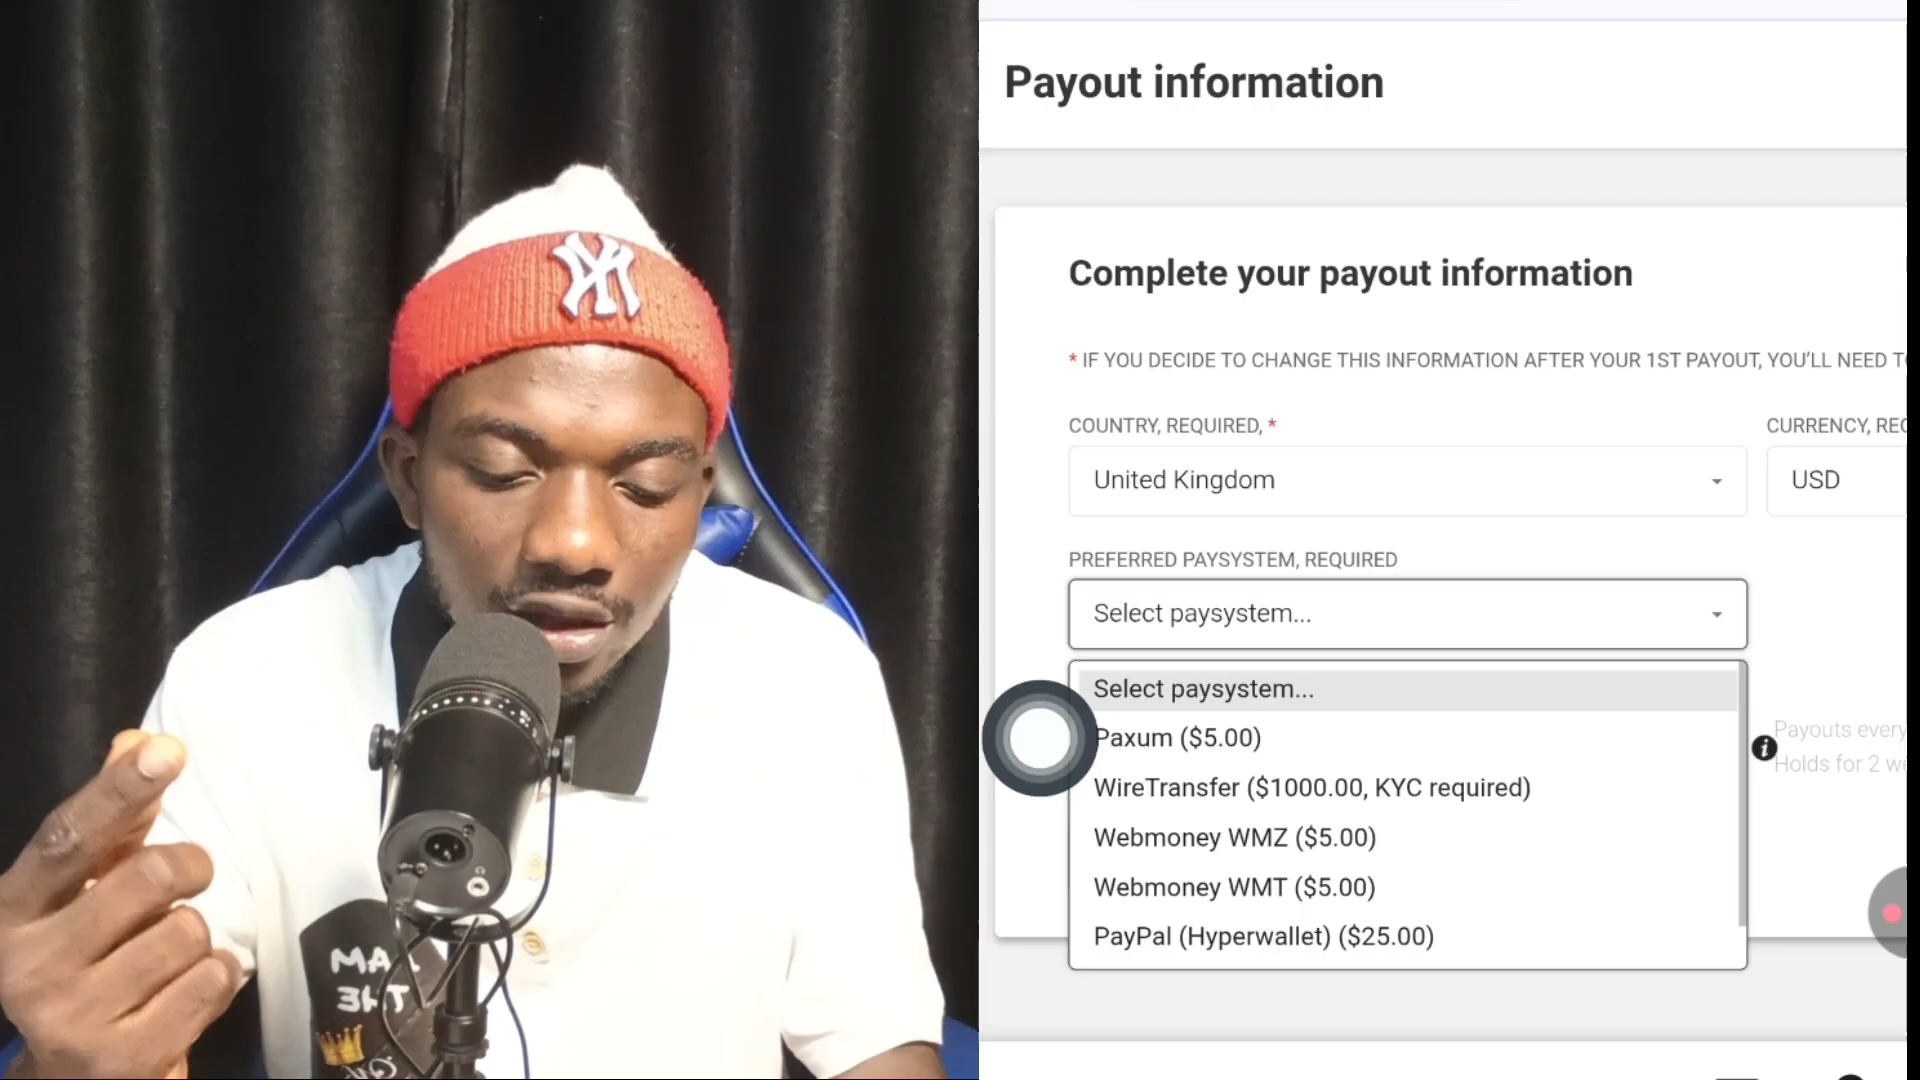 NY
MA
THE
Payout information
Complete your payout information
* IF YOU DECIDE TO CHANGE THIS INFORMATION AFTER YOUR 1ST PAYOUT, YOU'LL NEED
COUNTRY, REQUIRED, *
CURRENCY,
United Kingdom
USD
PREFERRED PAYSYSTEM, REQUIRED
Select paysystem...
Select paysystem...
Paxum ($5.00)
WireTransfer ($1000.00, KYC required)
Webmoney WMZ ($5.00)
Webmoney WMT ($5.00)
PayPal (Hyperwallet) ($25.00)
Payouts every
Holds for 2